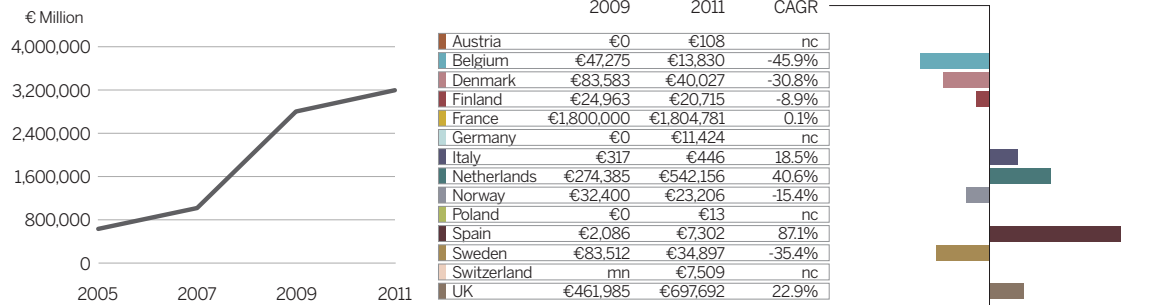 € Million
4,000,000
3,200,000
2,400,000
1,600,000
800,000
0
2005 2007 2009 2011
2009 2011 CAGR
Austria €0 €108 nc
Belgium €47,275 €13,830 -45.9%
Denmark €83,583 €40,027 -30.8%
Finland €24,963 €20,715 -8.9%
France €1,800,000 €1,804,781 0.1%
Germany €0 €11,424 nc
Italy €317 €446 18.5%
Netherlands €274,385 €542,156 40.6%
Norway €32,400 €23,206 -15.4%
Poland €0 €13 nc
Spain €2,086 €7,302 87.1%
Sweden €83,512 €34,897 -35.4%
Switzerland mn €7,509 nc
UK €461,985 €697,692 22.9%